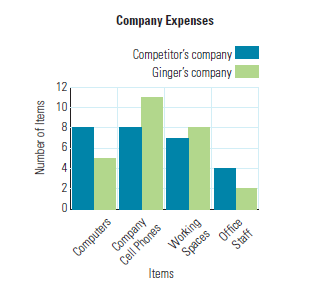 Company Expenses
Competitor's company
Ginger's company
Number of Items
12
10
8
6
4
2
0
Computers
Company
Cell Phones
Working
Spaces
Office
Staff
Items